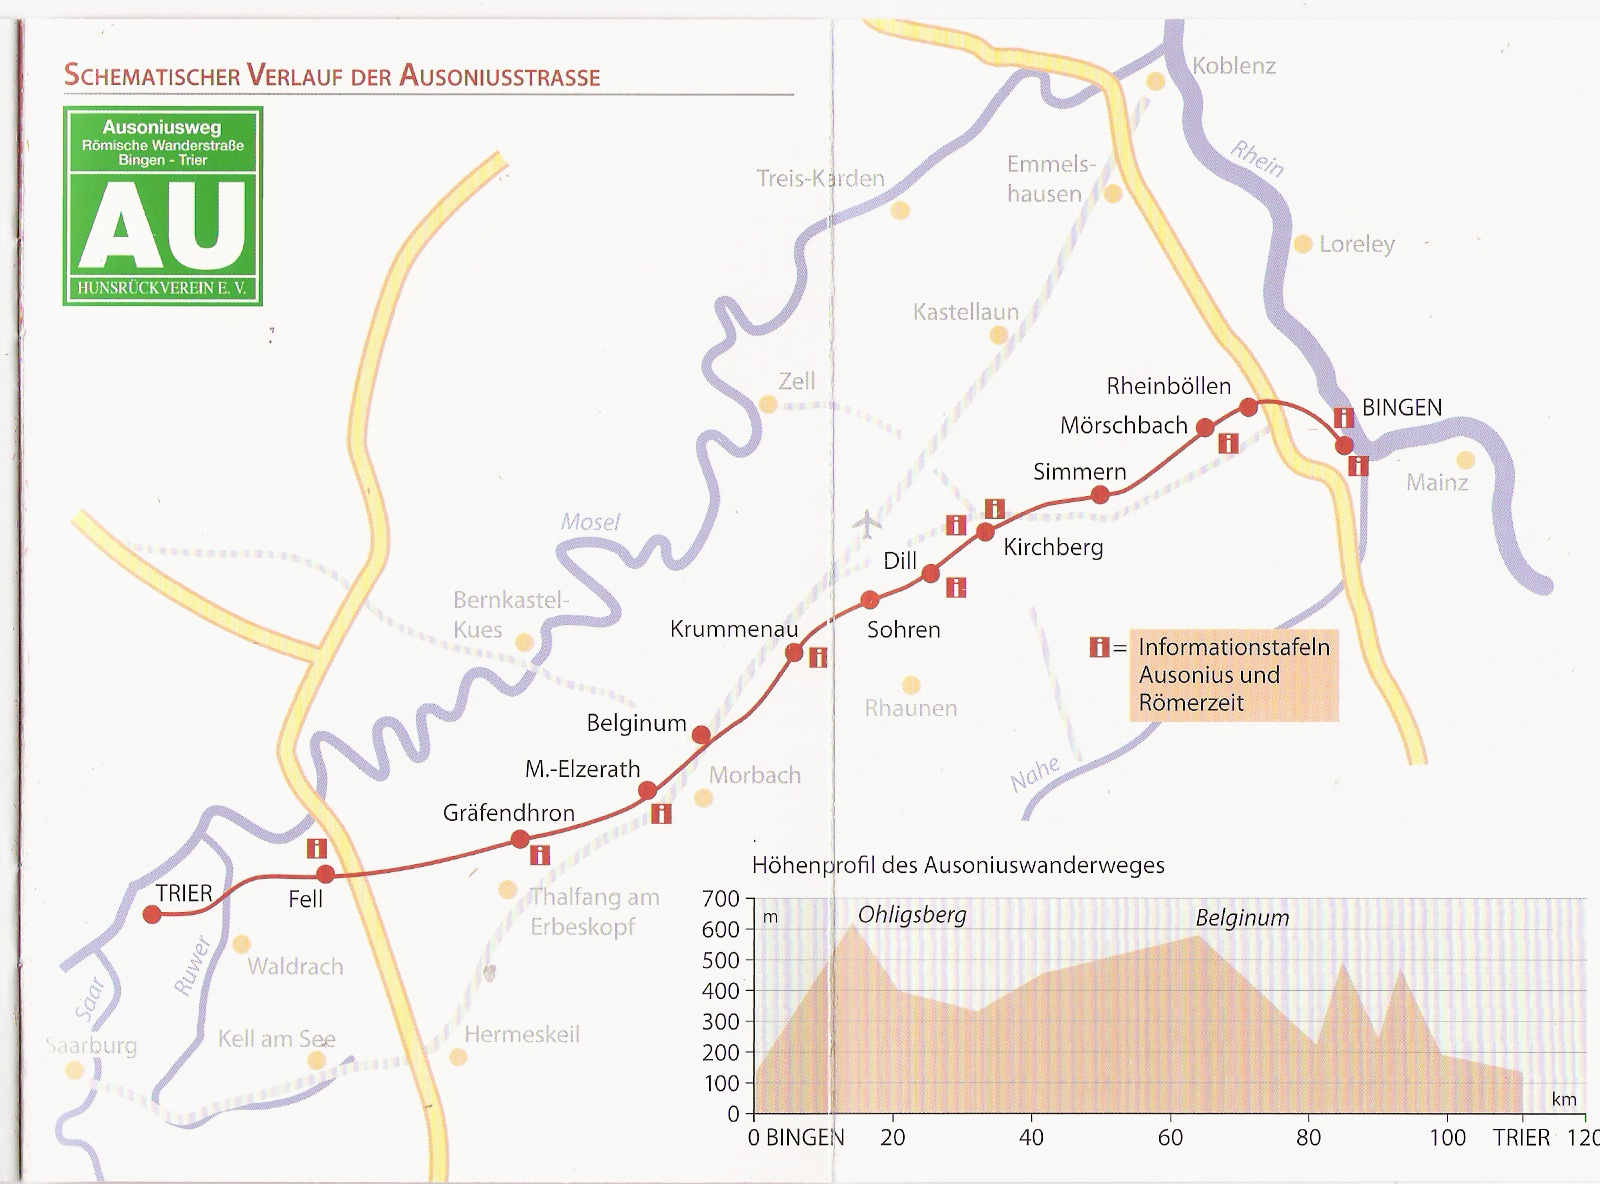 SCHEMATISCHER VERLAUF DER AUSONIUSSTRASSE
Ausoniusweg
Römische Wanderstraße
Bingen - Trier
AU
HUNSRÜCKVEREIN E. V.
Koblenz
Rhein
Emmels-
hausen
Treis-Karden
Loreley
Kastellaun
Zell
Rheinböllen
BINGEN
Mörschbach
Simmern
Mainz
Mosel
Kirchberg
Dill
Bernkastel-
Kues
Krummenau
Sohren
i = Informationstafeln
Ausonius und
Römerzeit
Rhaunen
Belginum
M.-Elzerath
Morbach
Nahe
Gräfendhron
TRIER
Fell
Thalfang am
Erbeskopf
Waldrach
Ruwer
Saar
Saarburg
Kell am See
Hermeskeil
Höhenprofil des Ausoniuswanderweges
700
m
Ohligsberg
Belginum
600
500
400
300
200
100
km
0
0 BINGEN 20 40 60 80 100 TRIER 120